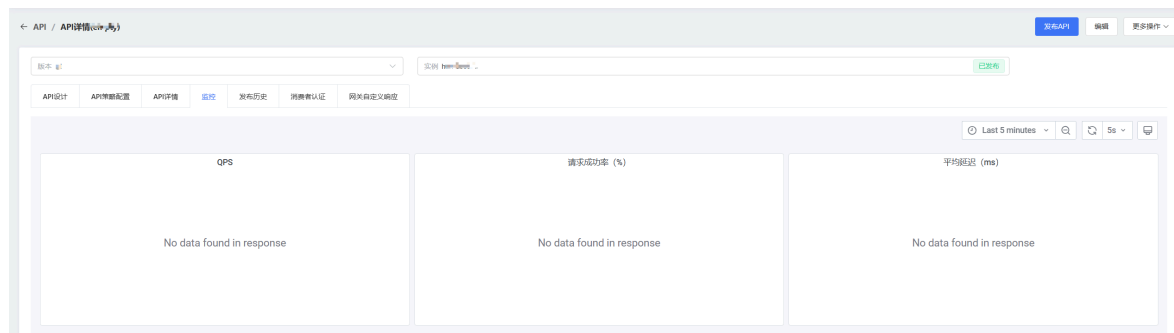 ← API / API详情
发布API 编辑 更多操作
版本
实例
已发布
API设计 API策略配置 API详情 监控 发布历史 消费者认证 网关自定义响应
Last 5 minutes 5s
QPS 请求成功率（%） 平均延迟（ms）
No data found in response No data found in response No data found in response